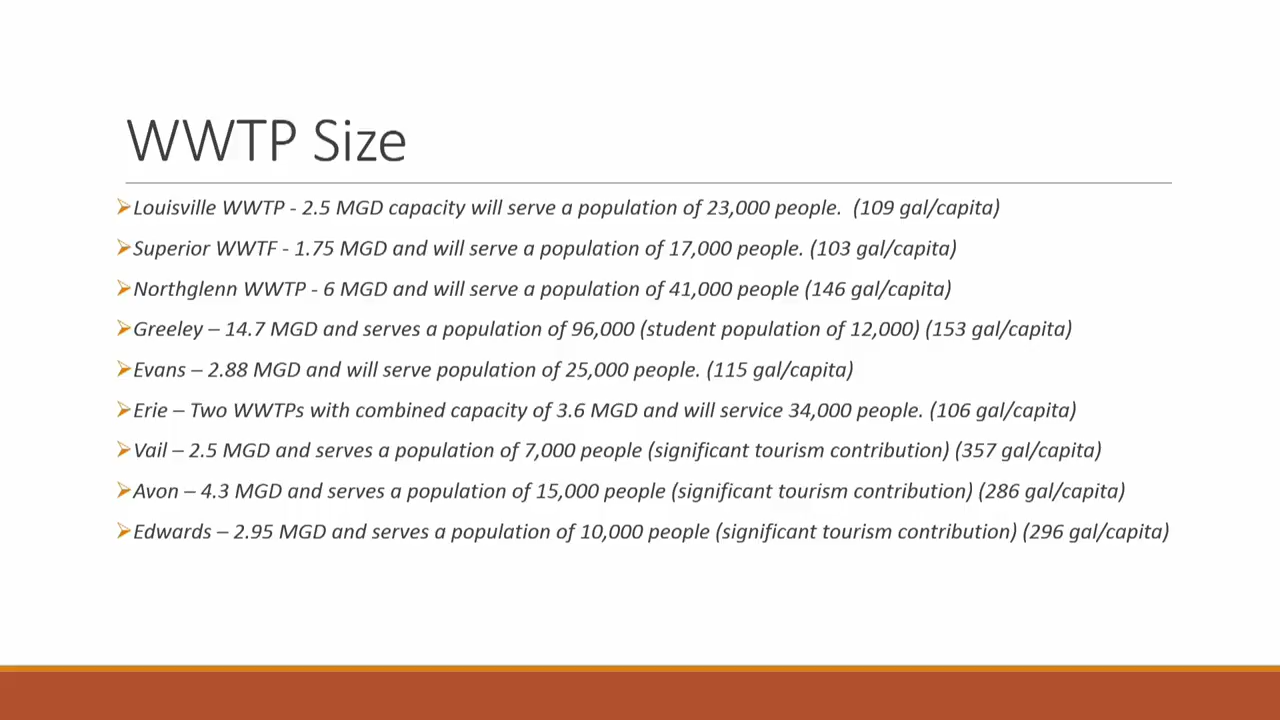 WWTP Size
Louisville WWTP - 2.5 MGD capacity will serve a population of 23,000 people.  (109 gal/capita)
Superior WWTF - 1.75 MGD and will serve a population of 17,000 people. (103 gal/capita)
Northglenn WWTP - 6 MGD and will serve a population of 41,000 people (146 gal/capita)
Greeley – 14.7 MGD and serves a population of 96,000 (student population of 12,000) (153 gal/capita)
Evans – 2.88 MGD and will serve population of 25,000 people. (115 gal/capita)
Erie – Two WWTPs with combined capacity of 3.6 MGD and will service 34,000 people. (106 gal/capita)
Vail – 2.5 MGD and serves a population of 7,000 people (significant tourism contribution) (357 gal/capita)
Avon – 4.3 MGD and serves a population of 15,000 people (significant tourism contribution) (286 gal/capita)
Edwards – 2.95 MGD and serves a population of 10,000 people (significant tourism contribution) (296 gal/capita)